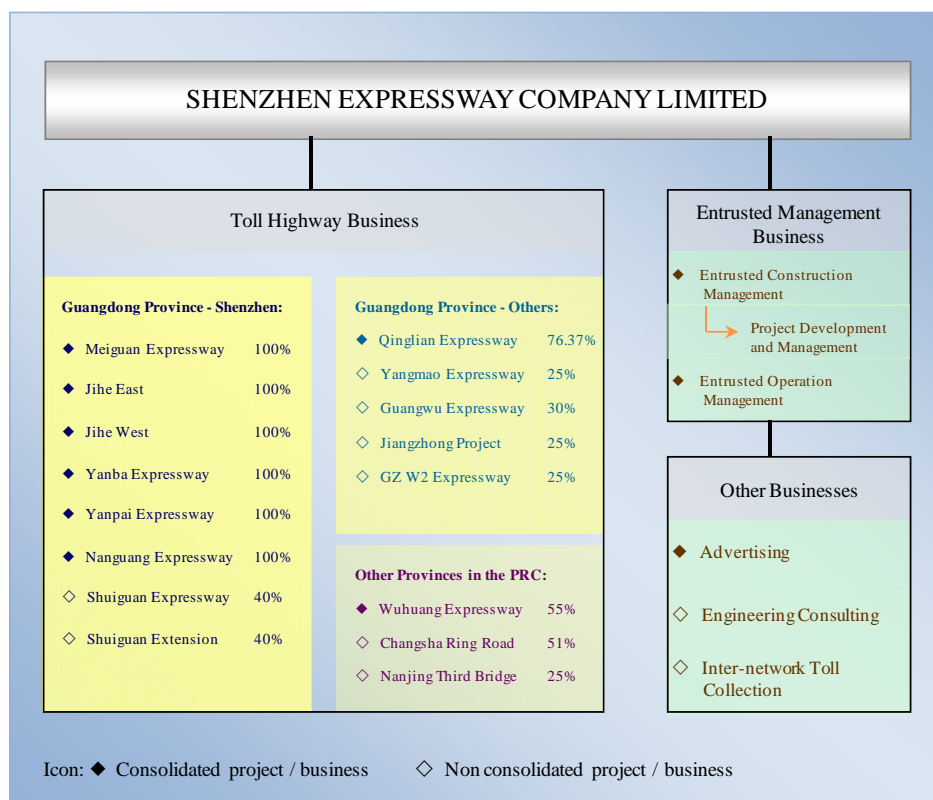 SHENZHEN EXPRESSWAY COMPANY LIMITED
Toll Highway Business
Guangdong Province - Shenzhen:
◆ Meiguan Expressway 100%
◆ Jihe East 100%
◆ Jihe West 100%
◆ Yanba Expressway 100%
◆ Yanpai Expressway 100%
◆ Nanguang Expressway 100%
◇ Shuiguan Expressway 40%
◇ Shuiguan Extension 40%
Guangdong Province - Others:
◆ Qinglian Expressway 76.37%
◇ Yangmao Expressway 25%
◇ Guangwu Expressway 30%
◇ Jiangzhong Project 25%
◇ GZ W2 Expressway 25%
Other Provinces in the PRC:
◆ Wuhuang Expressway 55%
◇ Changsha Ring Road 51%
◇ Nanjing Third Bridge 25%
Entrusted Management
Business
◆ Entrusted Construction
Management
Project Development
and Management
◆ Entrusted Operation
Management
Other Businesses
◆ Advertising
◇ Engineering Consulting
◇ Inter-network Toll
Collection
Icon: ◆ Consolidated project / business ◇ Non consolidated project / business